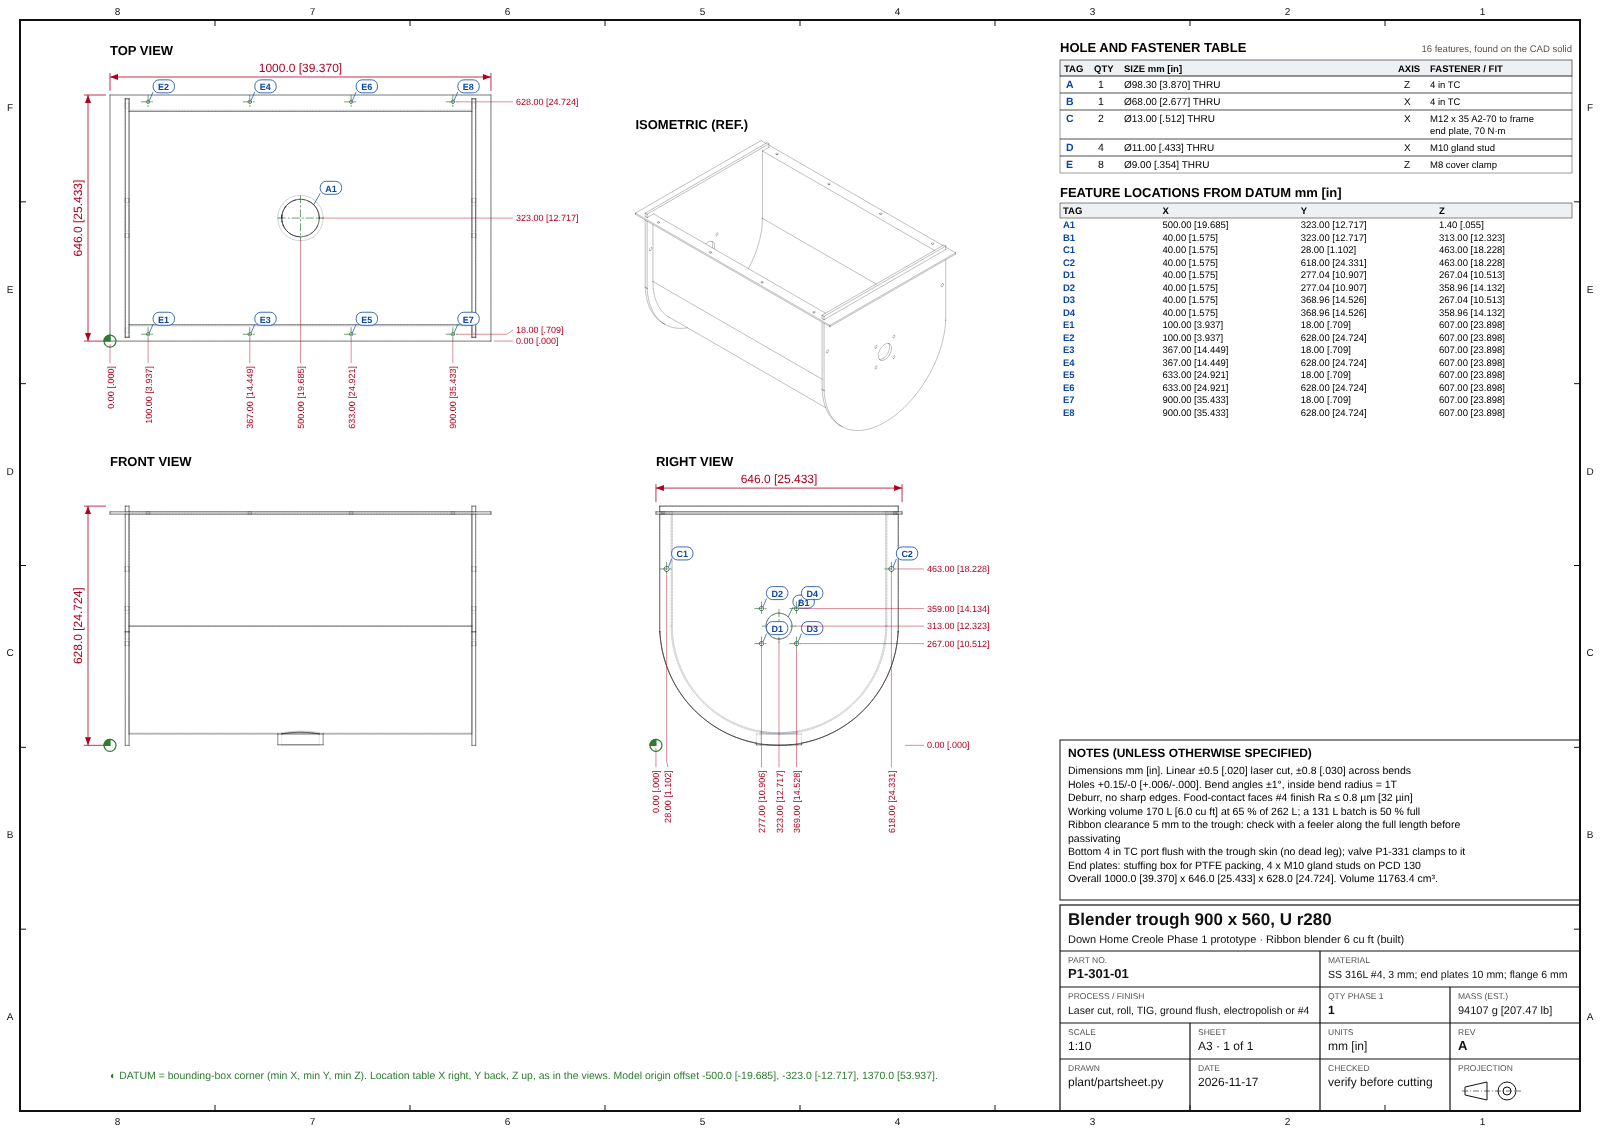 8 7 6 5 4 3 2 1
TOP VIEW
1000.0 [39.370]
E2 E4 E6 E8
628.00 [24.724]
646.0 [25.433]
A1
323.00 [12.717]
E1 E3 E5 E7
18.00 [.709]
0.00 [.000]
0.00 [.000]
100.00 [3.937]
367.00 [14.449]
500.00 [19.685]
633.00 [24.921]
900.00 [35.433]
ISOMETRIC (REF.)
HOLE AND FASTENER TABLE
16 features, found on the CAD solid
TAG QTY SIZE mm [in] AXIS FASTENER / FIT
A 1 Ø98.30 [3.870] THRU Z 4 in TC
B 1 Ø68.00 [2.677] THRU X 4 in TC
C 2 Ø13.00 [.512] THRU X M12 x 35 A2-70 to frame
end plate, 70 N·m
D 4 Ø11.00 [.433] THRU X M10 gland stud
E 8 Ø9.00 [.354] THRU Z M8 cover clamp
FEATURE LOCATIONS FROM DATUM mm [in]
TAG X Y Z
A1 500.00 [19.685] 323.00 [12.717] 1.40 [.055]
B1 40.00 [1.575] 323.00 [12.717] 313.00 [12.323]
C1 40.00 [1.575] 28.00 [1.102] 463.00 [18.228]
C2 40.00 [1.575] 618.00 [24.331] 463.00 [18.228]
D1 40.00 [1.575] 277.04 [10.907] 267.04 [10.513]
D2 40.00 [1.575] 277.04 [10.907] 358.96 [14.132]
D3 40.00 [1.575] 368.96 [14.526] 267.04 [10.513]
D4 40.00 [1.575] 368.96 [14.526] 358.96 [14.132]
E1 100.00 [3.937] 18.00 [.709] 607.00 [23.898]
E2 100.00 [3.937] 628.00 [24.724] 607.00 [23.898]
E3 367.00 [14.449] 18.00 [.709] 607.00 [23.898]
E4 367.00 [14.449] 628.00 [24.724] 607.00 [23.898]
E5 633.00 [24.921] 18.00 [.709] 607.00 [23.898]
E6 633.00 [24.921] 628.00 [24.724] 607.00 [23.898]
E7 900.00 [35.433] 18.00 [.709] 607.00 [23.898]
E8 900.00 [35.433] 628.00 [24.724] 607.00 [23.898]
FRONT VIEW
628.0 [24.724]
RIGHT VIEW
646.0 [25.433]
C1 C2
463.00 [18.228]
D2 D4
B1
359.00 [14.134]
D1 D3
313.00 [12.323]
267.00 [10.512]
0.00 [.000]
0.00 [.000]
28.00 [1.102]
277.00 [10.906]
323.00 [12.717]
369.00 [14.528]
618.00 [24.331]
NOTES (UNLESS OTHERWISE SPECIFIED)
Dimensions mm [in]. Linear ±0.5 [.020] laser cut, ±0.8 [.030] across bends
Holes +0.15/-0 [+.006/-.000]. Bend angles ±1°, inside bend radius = 1T
Deburr, no sharp edges. Food-contact faces #4 finish Ra ≤ 0.8 µm [32 µin]
Working volume 170 L [6.0 cu ft] at 65 % of 262 L; a 131 L batch is 50 % full
Ribbon clearance 5 mm to the trough: check with a feeler along the full length before
passivating
Bottom 4 in TC port flush with the trough skin (no dead leg); valve P1-331 clamps to it
End plates: stuffing box for PTFE packing, 4 x M10 gland studs on PCD 130
Overall 1000.0 [39.370] x 646.0 [25.433] x 628.0 [24.724]. Volume 11763.4 cm³.
Blender trough 900 x 560, U r280
Down Home Creole Phase 1 prototype · Ribbon blender 6 cu ft (built)
PART NO.
P1-301-01
MATERIAL
SS 316L #4, 3 mm; end plates 10 mm; flange 6 mm
PROCESS / FINISH
Laser cut, roll, TIG, ground flush, electropolish or #4
QTY PHASE 1
1
MASS (EST.)
94107 g [207.47 lb]
SCALE
1:10
SHEET
A3 · 1 of 1
UNITS
mm [in]
REV
A
DRAWN
plant/partsheet.py
DATE
2026-11-17
CHECKED
verify before cutting
PROJECTION
DATUM = bounding-box corner (min X, min Y, min Z). Location table X right, Y back, Z up, as in the views. Model origin offset -500.0 [-19.685], -323.0 [-12.717], 1370.0 [53.937].
F F
E E
D D
C C
B B
A A
8 7 6 5 4 3 2 1